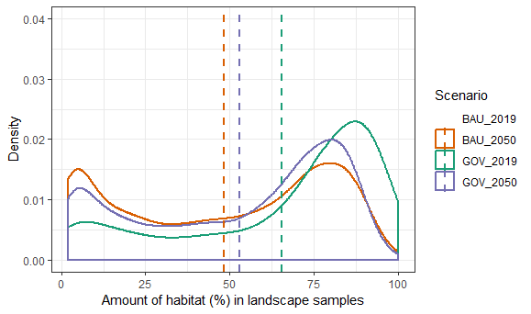 0.04
0.03
0.02
0.01
0.00
Density
0
25
50
75
100
Amount of habitat (%) in landscape samples
Scenario
BAU_2019
BAU_2050
GOV_2019
GOV_2050